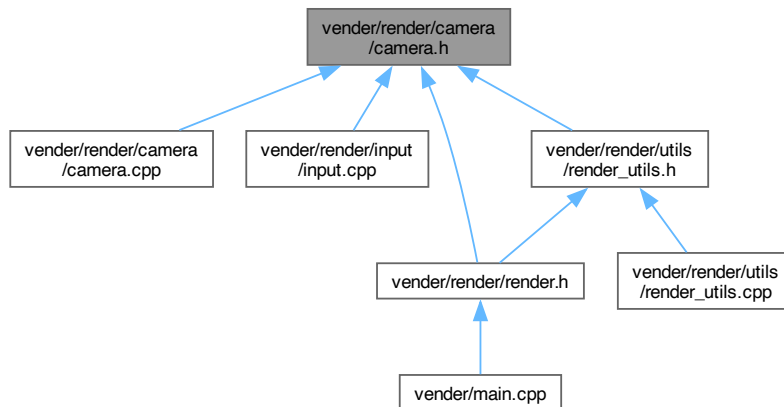 vender/render/camera
/camera.h
vender/render/camera
/camera.cpp
vender/render/input
/input.cpp
vender/render/utils
/render_utils.h
vender/render/render.h
vender/render/utils
/render_utils.cpp
vender/main.cpp